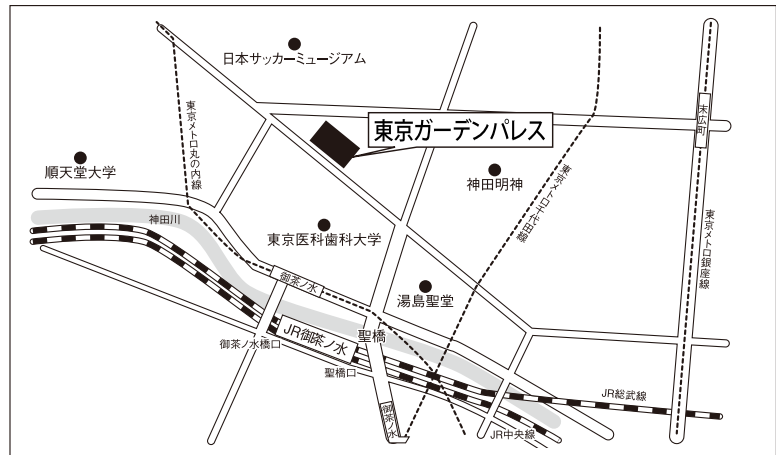 日本サッカーミュージアム
東京メトロ丸の内線
末広町
東京ガーデンパレス
順天堂大学
神田明神
東京メトロ千代田線
神田川
東京医科歯科大学
東京メトロ銀座線
御茶ノ水
湯島聖堂
JR御茶ノ水
聖橋
御茶ノ水橋口
聖橋口
JR総武線
御茶ノ水
JR中央線